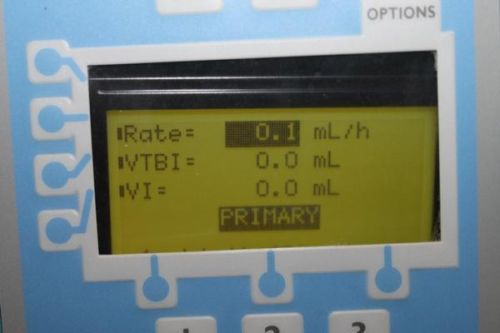 OPTIONS
Rate= 0.1 mL/h
VTBI= 0.0 mL
VI= 0.0 mL
PRIMARY
1 2 3